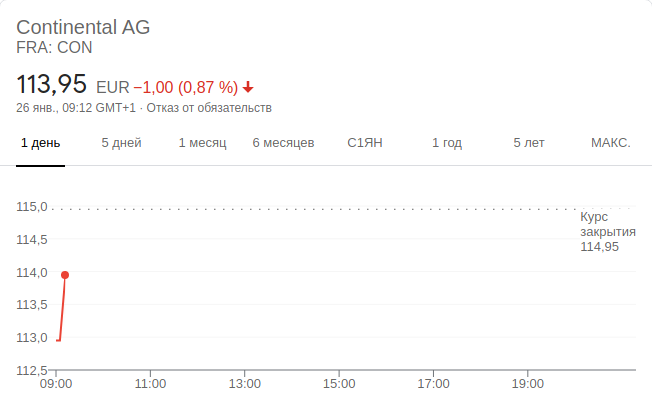 Continental AG
FRA: CON
113,95 EUR −1,00 (0,87 %)
26 янв., 09:12 GMT+1 · Отказ от обязательств
1 день 5 дней 1 месяц 6 месяцев С1ЯН 1 год 5 лет МАКС.
115,0
Курс
закрытия
114,95
114,5
114,0
113,5
113,0
112,5
09:00 11:00 13:00 15:00 17:00 19:00